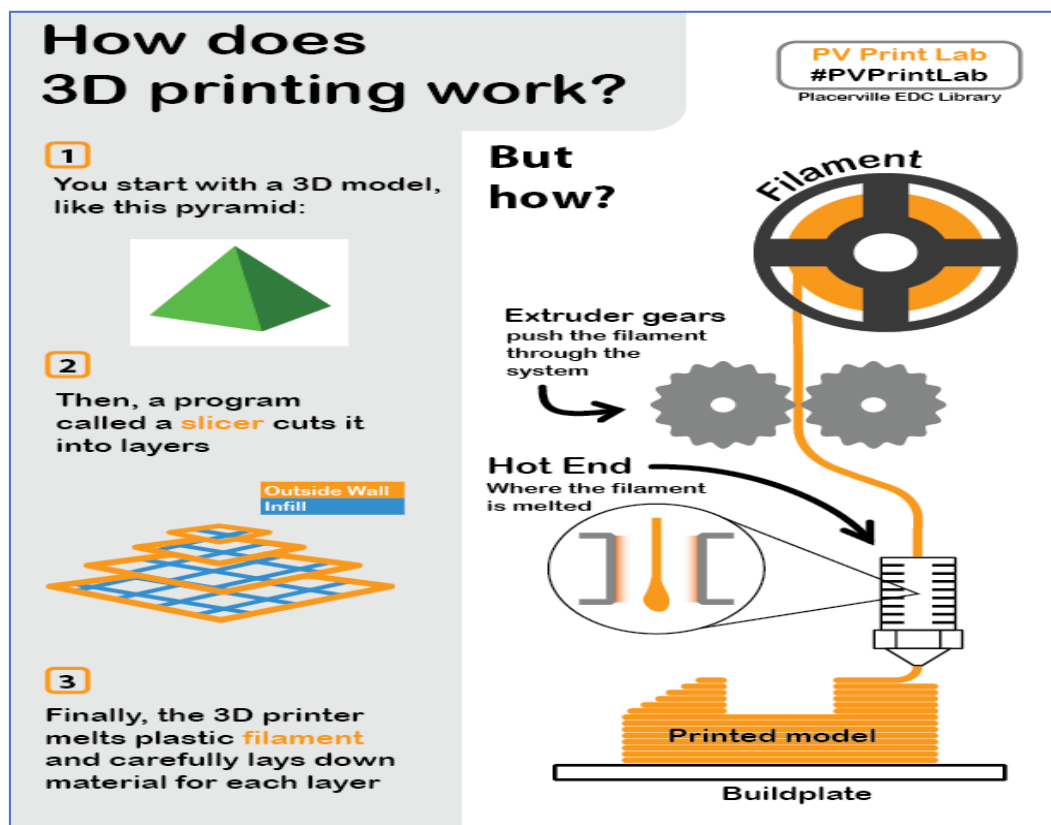 How does
3D printing work?
PV Print Lab
#PVPrintLab
Placerville EDC Library
1
You start with a 3D model,
like this pyramid:
2
Then, a program
called a slicer cuts it
into layers
Outside Wall
Infill
3
Finally, the 3D printer
melts plastic filament
and carefully lays down
material for each layer
But
how?
Filament
Extruder gears
push the filament
through the
system
Hot End
Where the filament
is melted
Printed model
Buildplate